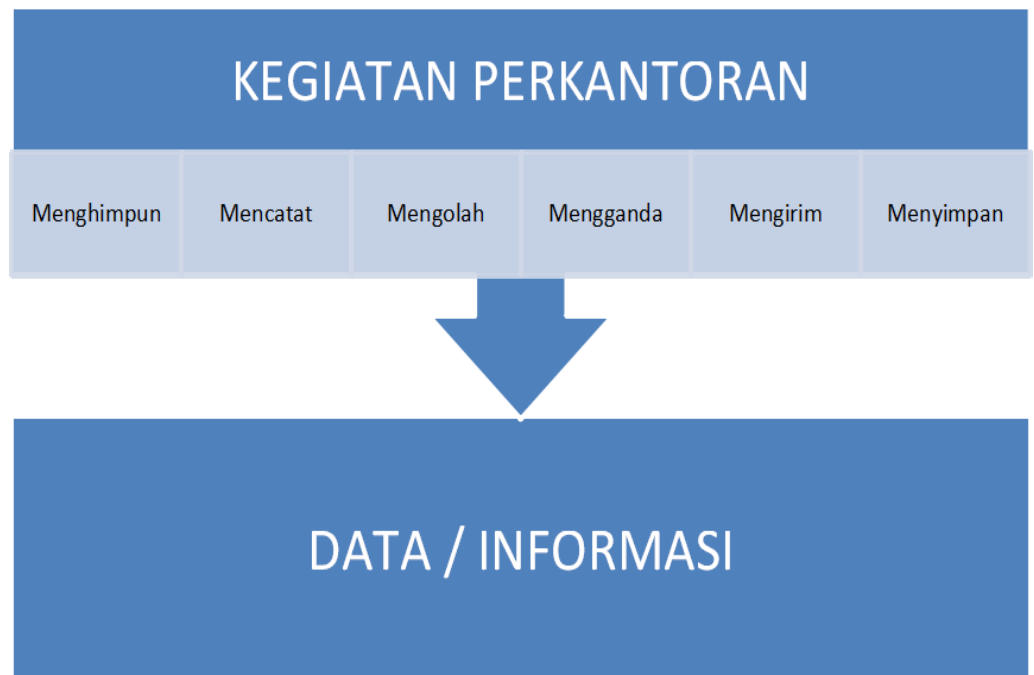 KEGIATAN PERKANTORAN
Menghimpun
Mencatat
Mengolah
Mengganda
Mengirim
Menyimpan
DATA / INFORMASI